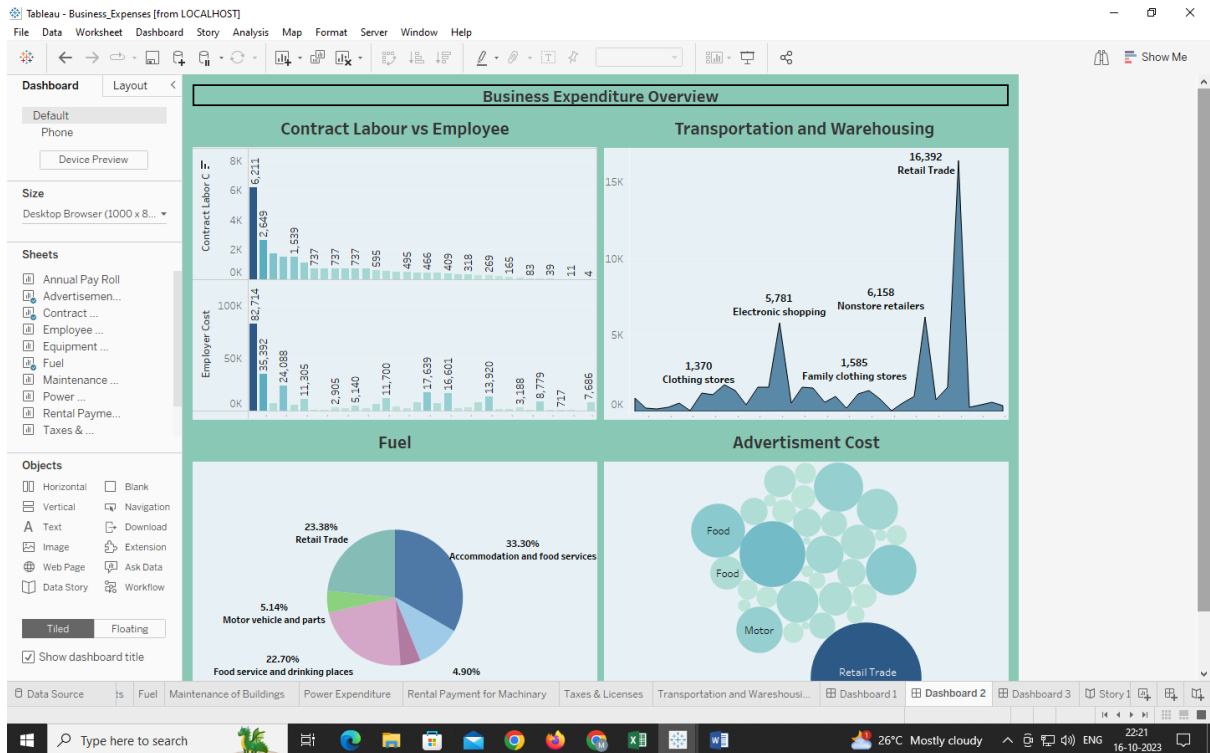 Tableau - Business_Expenses [from LOCALHOST]
File Data Worksheet Dashboard Story Analysis Map Format Server Window Help
Show Me
Dashboard Layout
Default
Phone
Device Preview
Size
Desktop Browser (1000 x 8...
Sheets
Annual Pay Roll
Advertisemen...
Contract ...
Employee ...
Equipment ...
Fuel
Maintenance ...
Power ...
Rental Payme...
Taxes & ...
Objects
Horizontal Blank
Vertical Navigation
Text Download
Image Extension
Web Page Ask Data
Data Story Workflow
Tiled Floating
Show dashboard title
Business Expenditure Overview
Contract Labour vs Employee
Contract Labor C
8K
6K
4K
2K
0K
6,211
2,649
1,539
737
737
737
595
495
466
409
318
269
165
83
39
11
4
Employer Cost
100K
50K
0K
82,714
35,392
24,088
11,305
2,905
5,140
11,700
17,639
16,601
13,920
3,188
8,779
717
7,686
Transportation and Warehousing
15K
10K
5K
0K
16,392
Retail Trade
5,781
Electronic shopping
6,158
Nonstore retailers
1,370
Clothing stores
1,585
Family clothing stores
Fuel
23.38%
Retail Trade
33.30%
Accommodation and food services
5.14%
Motor vehicle and parts
22.70%
Food service and drinking places
4.90%
Advertisment Cost
Food
Food
Motor
Retail Trade
Data Source ts Fuel Maintenance of Buildings Power Expenditure Rental Payment for Machinary Taxes & Licenses Transportation and Warehousi... Dashboard 1 Dashboard 2 Dashboard 3 Story 1
Type here to search
26°C Mostly cloudy
ENG
22:21
16-10-2023